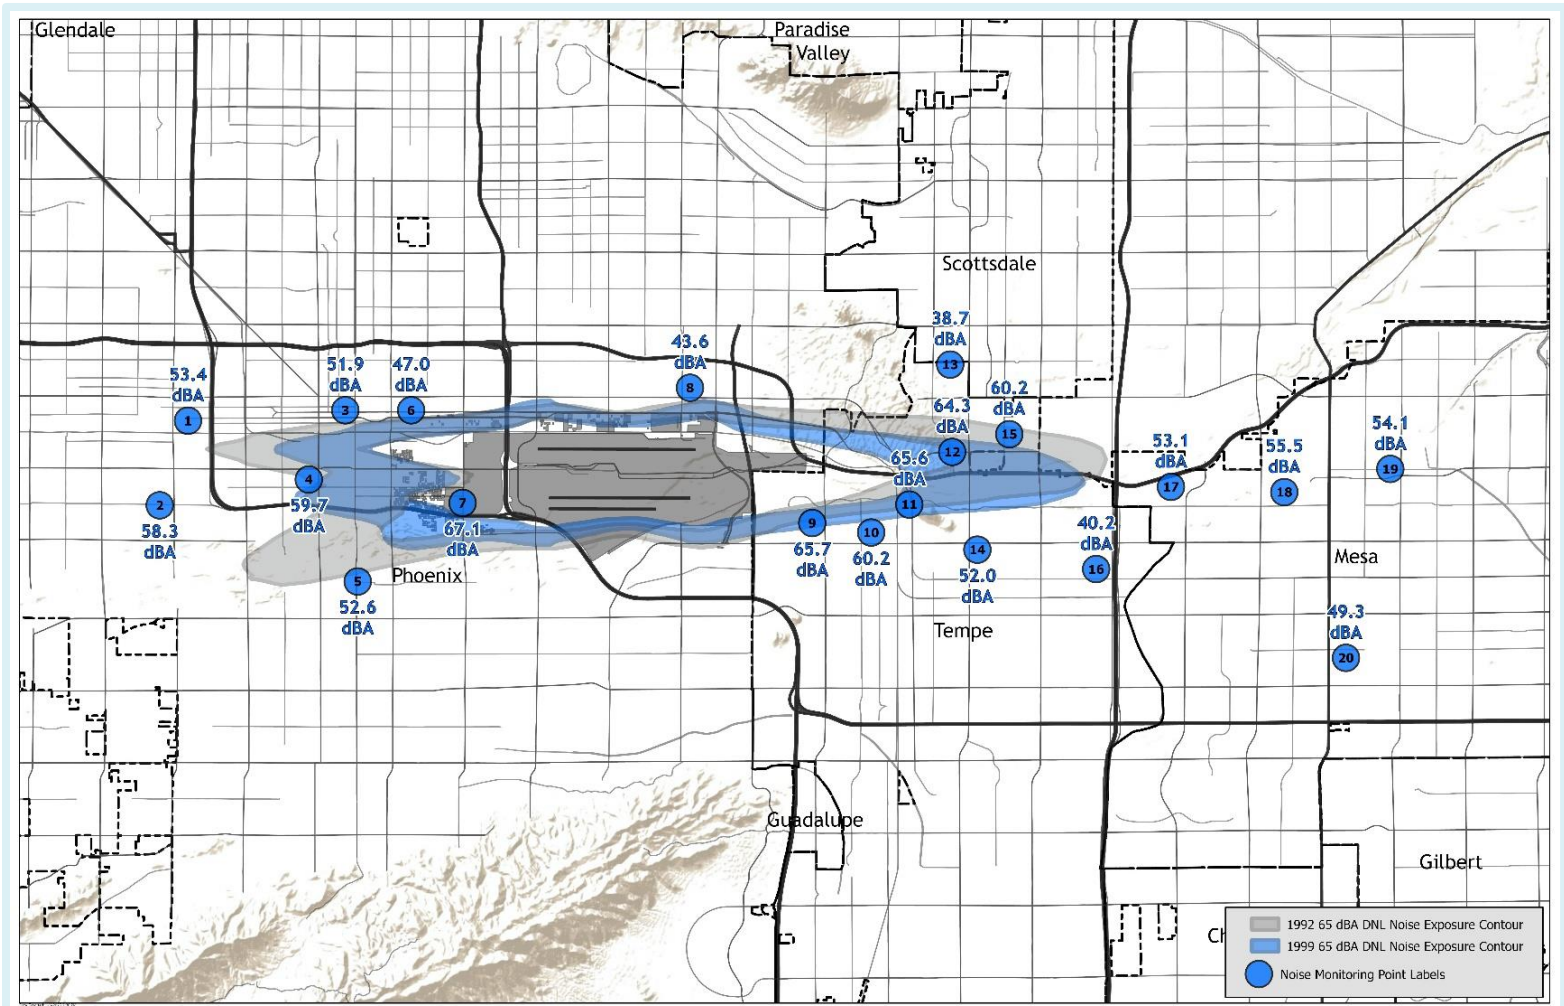 Glendale
Paradise
Valley
Scottsdale
38.7
dBA
13
43.6
dBA
8
51.9
dBA
3
47.0
dBA
6
53.4
dBA
1
60.2
dBA
15
64.3
dBA
12
65.6
dBA
11
53.1
dBA
17
55.5
dBA
18
54.1
dBA
19
4
59.7
dBA
2
58.3
dBA
7
67.1
dBA
9
65.7
dBA
10
60.2
dBA
14
52.0
dBA
40.2
dBA
16
Mesa
5
52.6
dBA
Phoenix
Tempe
49.3
dBA
20
Guadalupe
Gilbert
Ch
1992 65 dBA DNL Noise Exposure Contour
1999 65 dBA DNL Noise Exposure Contour
Noise Monitoring Point Labels